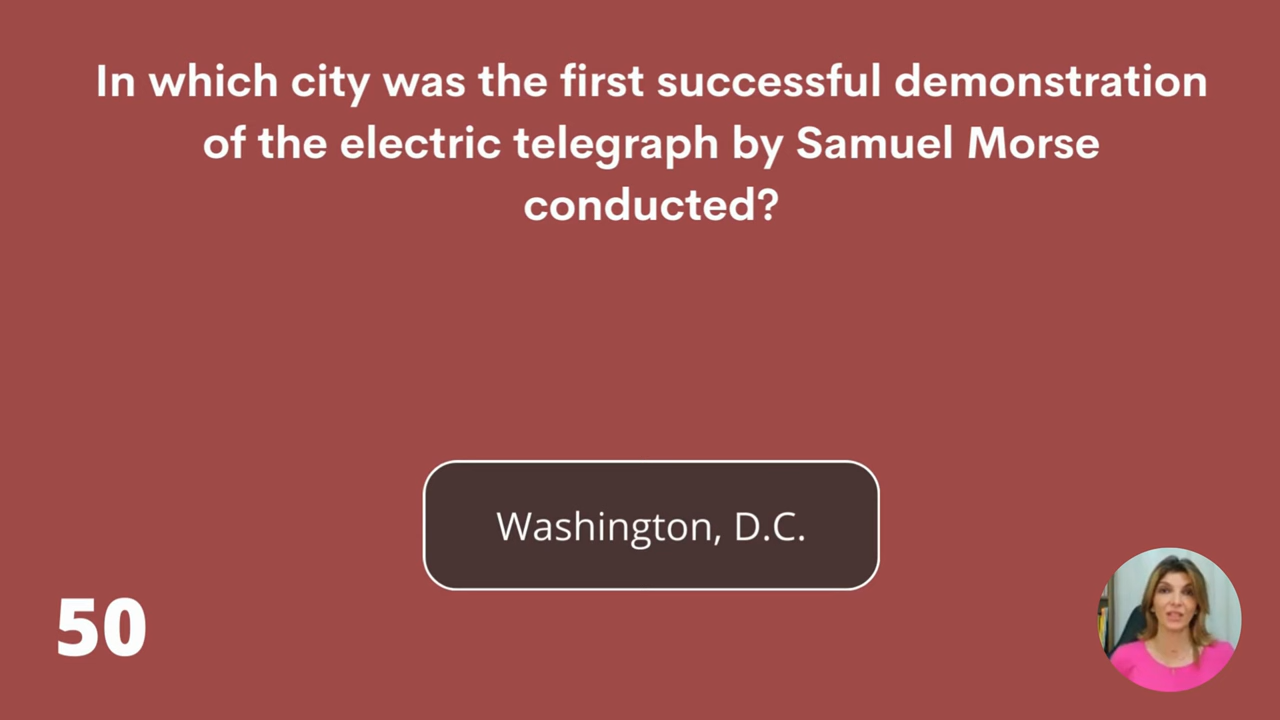 In which city was the first successful demonstration
of the electric telegraph by Samuel Morse
conducted?
Washington, D.C.
50